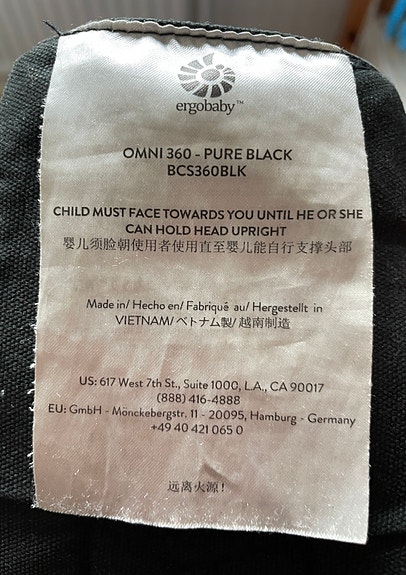 ergobaby™
OMNI 360 - PURE BLACK
BCS360BLK
CHILD MUST FACE TOWARDS YOU UNTIL HE OR SHE
CAN HOLD HEAD UPRIGHT
婴儿须脸朝使用者使用直至婴儿能自行支撑头部
Made in/ Hecho en/ Fabriqué au/ Hergestellt in
VIETNAM/ ベトナム製/ 越南制造
US: 617 West 7th St., Suite 1000, L.A., CA 90017
(888) 416-4888
EU: GmbH - Mönckebergstr. 11 - 20095, Hamburg - Germany
+49 40 421 065 0
远离火源!